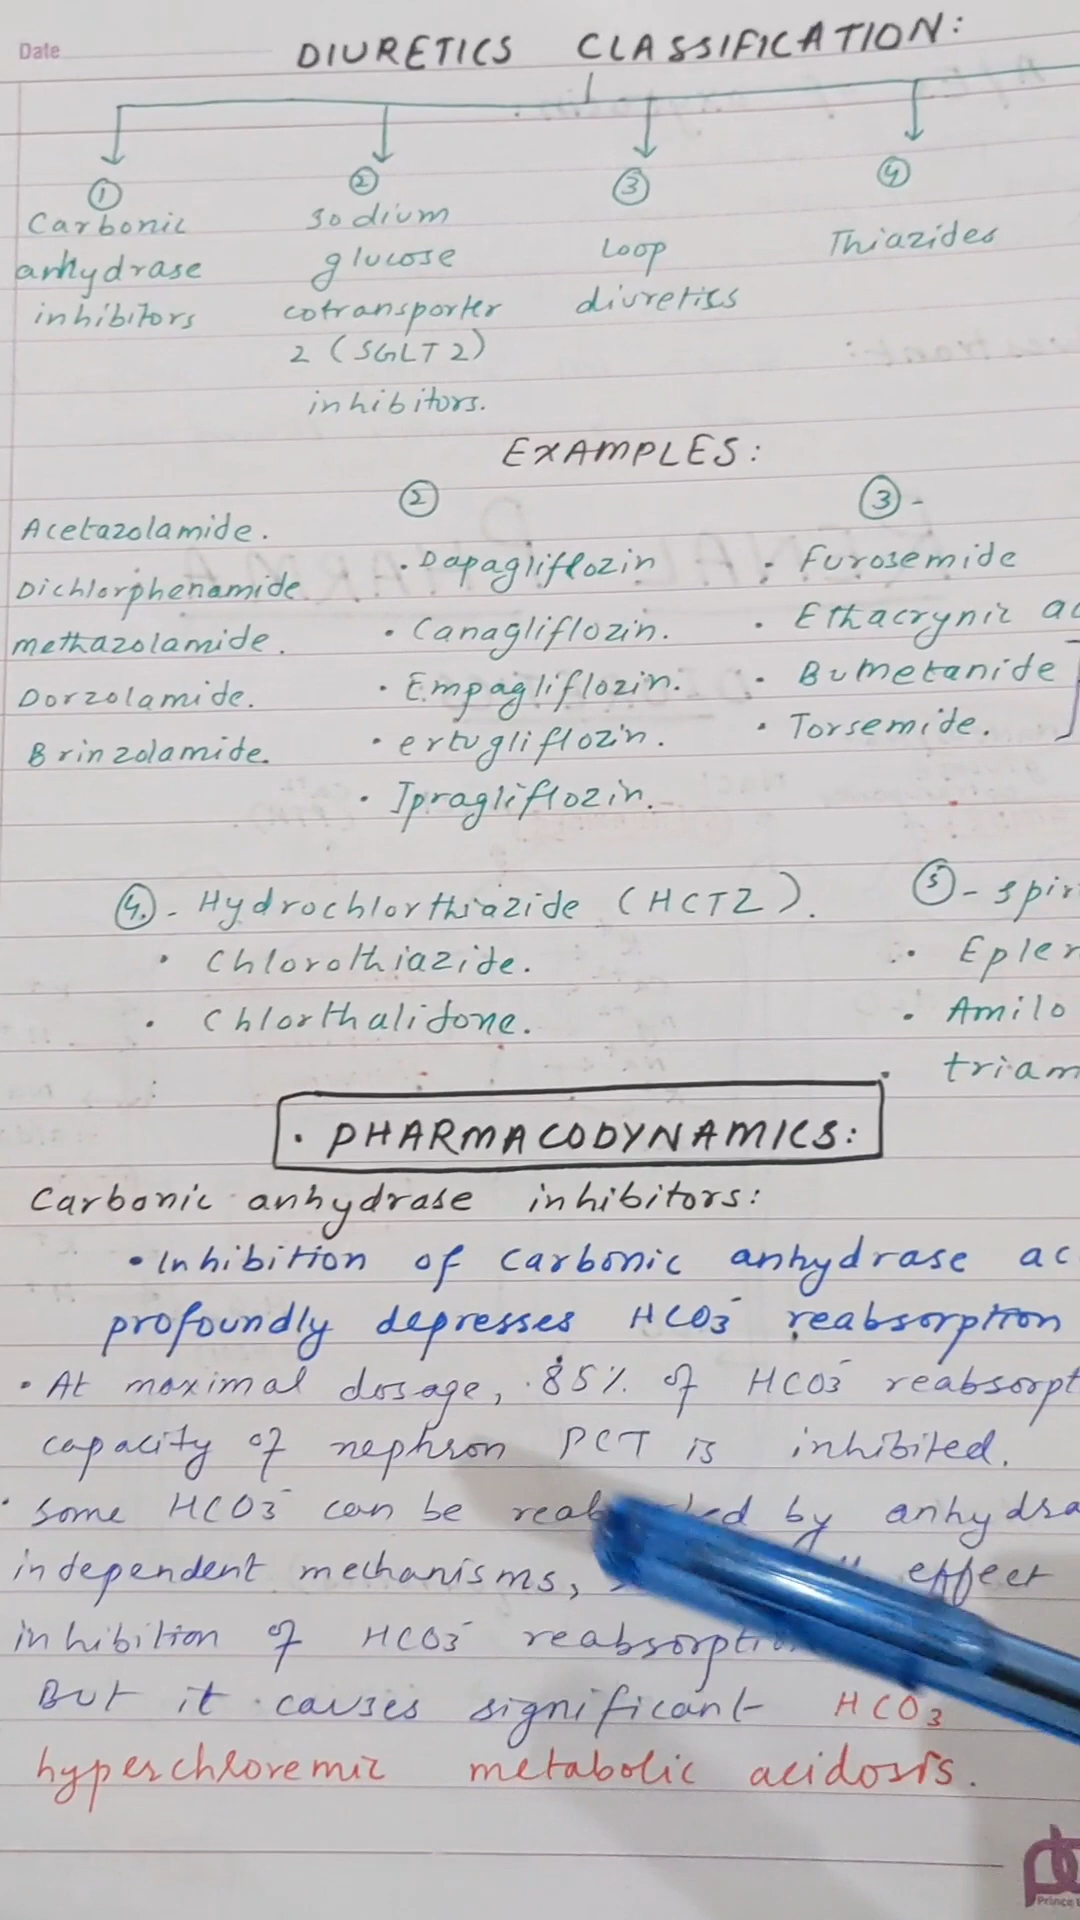 Date
DIURETICS CLASSIFICATION:
① ② ③ ④
Carbonic anhydrase inhibitors
sodium glucose cotransporter 2 (SGLT2) inhibitors.
Loop diuretics
Thiazides
EXAMPLES:
Acetazolamide.
Dichlorphenamide
methazolamide.
Dorzolamide.
Brinzolamide.
②
• Dapagliflozin
• Canagliflozin.
• Empagliflozin.
• ertugliflozin.
• Ipragliflozin.
③ -
• Furosemide
• Ethacrynic ac
• Bumetanide
• Torsemide.
④. - Hydrochlorthiazide (HCTZ).
• Chlorothiazide.
• Chlorthalidone.
⑤ - spir
• Epler
• Amilo
• triam
• PHARMACODYNAMICS:
Carbonic anhydrase inhibitors:
• Inhibition of carbonic anhydrase ac
profoundly depresses HCO3⁻ reabsorption
• At maximal dosage, 85% of HCO3⁻ reabsorpt
capacity of nephron PCT is inhibited.
• some HCO3⁻ can be by anhydra
independent mechanisms, effect
inhibition of HCO3⁻
But it causes significant HCO3
hyperchloremic metabolic acidosis.
Prince